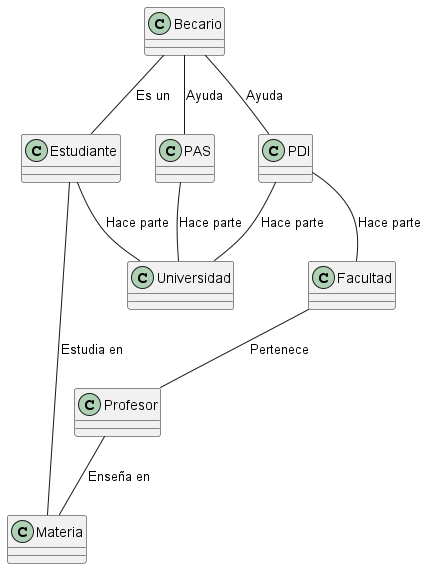 C Becario
Es un
Ayuda
Ayuda
C Estudiante
C PAS
C PDI
Hace parte
Hace parte
Hace parte
Hace parte
C Universidad
C Facultad
Estudia en
Pertenece
C Profesor
Enseña en
C Materia